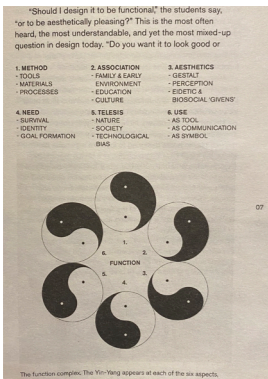 "Should I design it to be functional," the students say,
"or to be aesthetically pleasing?" This is the most often
heard, the most understandable, and yet the most mixed-up
question in design today. "Do you want it to look good or
1. METHOD
- TOOLS
- MATERIALS
- PROCESSES
2. ASSOCIATION
- FAMILY & EARLY
ENVIRONMENT
- EDUCATION
- CULTURE
3. AESTHETICS
- GESTALT
- PERCEPTION
- EIDETIC &
BIOSOCIAL 'GIVENS'
4. NEED
- SURVIVAL
- IDENTITY
- GOAL FORMATION
5. TELESIS
- NATURE
- SOCIETY
- TECHNOLOGICAL
BIAS
6. USE
- AS TOOL
- AS COMMUNICATION
- AS SYMBOL
07
1.
6. 2.
FUNCTION
5. 3.
4.
The function complex. The Yin-Yang appears at each of the six aspects.